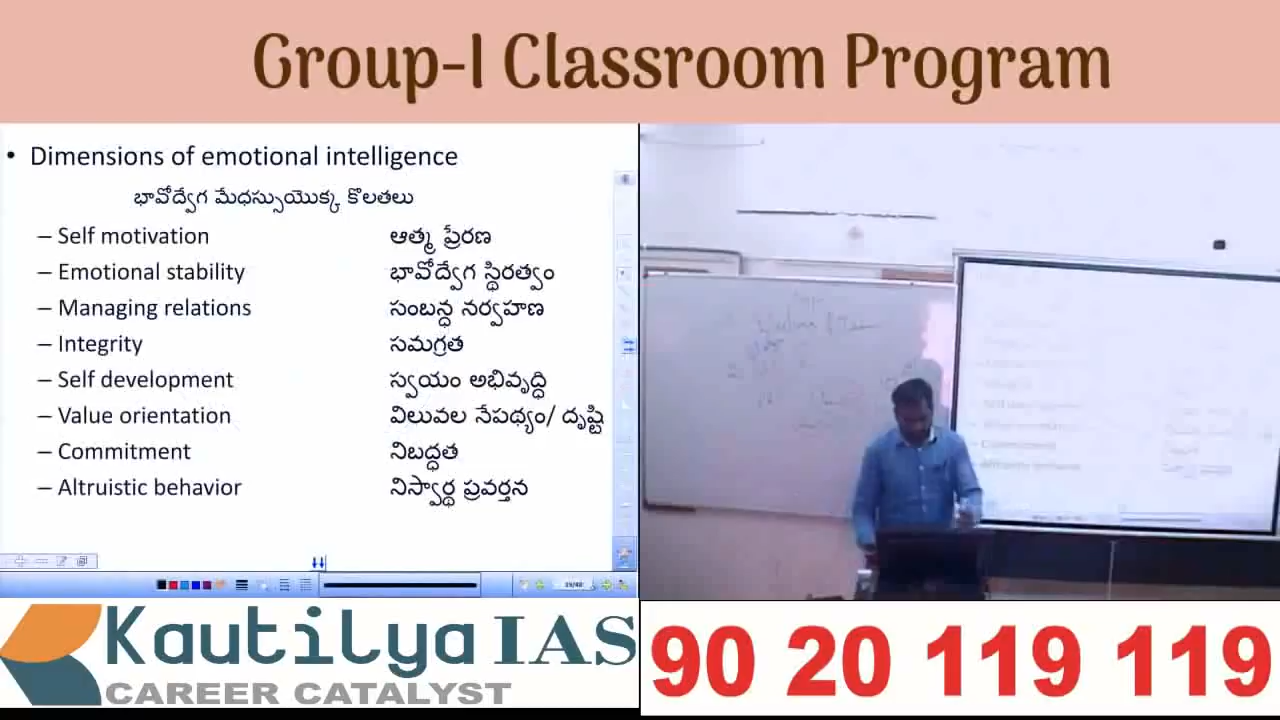 Group-I Classroom Program
• Dimensions of emotional intelligence
భావోద్వేగ మేధస్సుయొక్క కొలతలు
– Self motivation ఆత్మ ప్రేరణ
– Emotional stability భావోద్వేగ స్థిరత్వం
– Managing relations సంబన్ధ నర్వహణ
– Integrity సమగ్రత
– Self development స్వయం అభివృద్ధి
– Value orientation విలువల నేపథ్యం/ దృష్టి
– Commitment నిబద్ధత
– Altruistic behavior నిస్వార్థ ప్రవర్తన
Kautilya IAS
CAREER CATALYST
90 20 119 119